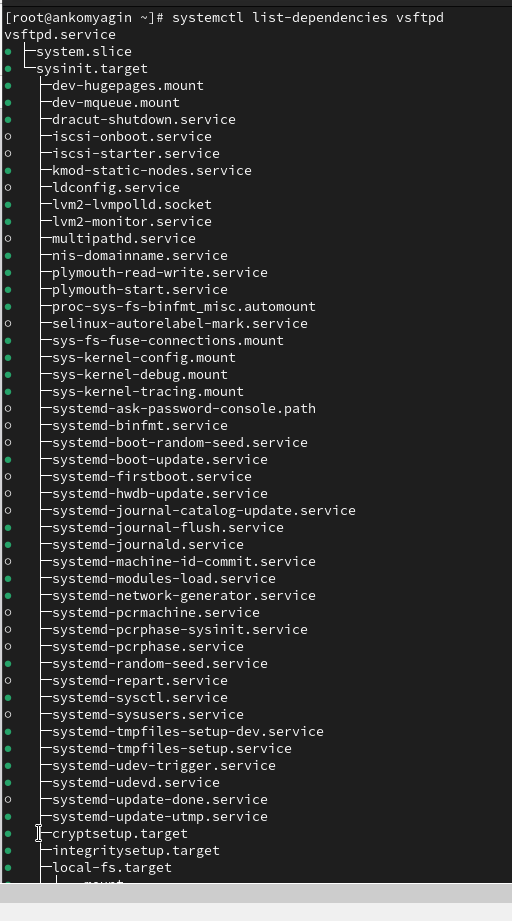 [root@ankomyagin ~]# systemctl list-dependencies vsftpd
vsftpd.service
● ├─system.slice
● └─sysinit.target
●   ├─dev-hugepages.mount
●   ├─dev-mqueue.mount
●   ├─dracut-shutdown.service
○   ├─iscsi-onboot.service
○   ├─iscsi-starter.service
●   ├─kmod-static-nodes.service
○   ├─ldconfig.service
●   ├─lvm2-lvmpolld.socket
●   ├─lvm2-monitor.service
○   ├─multipathd.service
●   ├─nis-domainname.service
●   ├─plymouth-read-write.service
●   ├─plymouth-start.service
●   ├─proc-sys-fs-binfmt_misc.automount
○   ├─selinux-autorelabel-mark.service
●   ├─sys-fs-fuse-connections.mount
●   ├─sys-kernel-config.mount
●   ├─sys-kernel-debug.mount
●   ├─sys-kernel-tracing.mount
○   ├─systemd-ask-password-console.path
○   ├─systemd-binfmt.service
○   ├─systemd-boot-random-seed.service
●   ├─systemd-boot-update.service
○   ├─systemd-firstboot.service
○   ├─systemd-hwdb-update.service
○   ├─systemd-journal-catalog-update.service
●   ├─systemd-journal-flush.service
●   ├─systemd-journald.service
○   ├─systemd-machine-id-commit.service
●   ├─systemd-modules-load.service
●   ├─systemd-network-generator.service
○   ├─systemd-pcrmachine.service
○   ├─systemd-pcrphase-sysinit.service
○   ├─systemd-pcrphase.service
●   ├─systemd-random-seed.service
○   ├─systemd-repart.service
●   ├─systemd-sysctl.service
○   ├─systemd-sysusers.service
●   ├─systemd-tmpfiles-setup-dev.service
●   ├─systemd-tmpfiles-setup.service
●   ├─systemd-udev-trigger.service
●   ├─systemd-udevd.service
○   ├─systemd-update-done.service
●   ├─systemd-update-utmp.service
●   ├─cryptsetup.target
●   ├─integritysetup.target
●   ├─local-fs.target